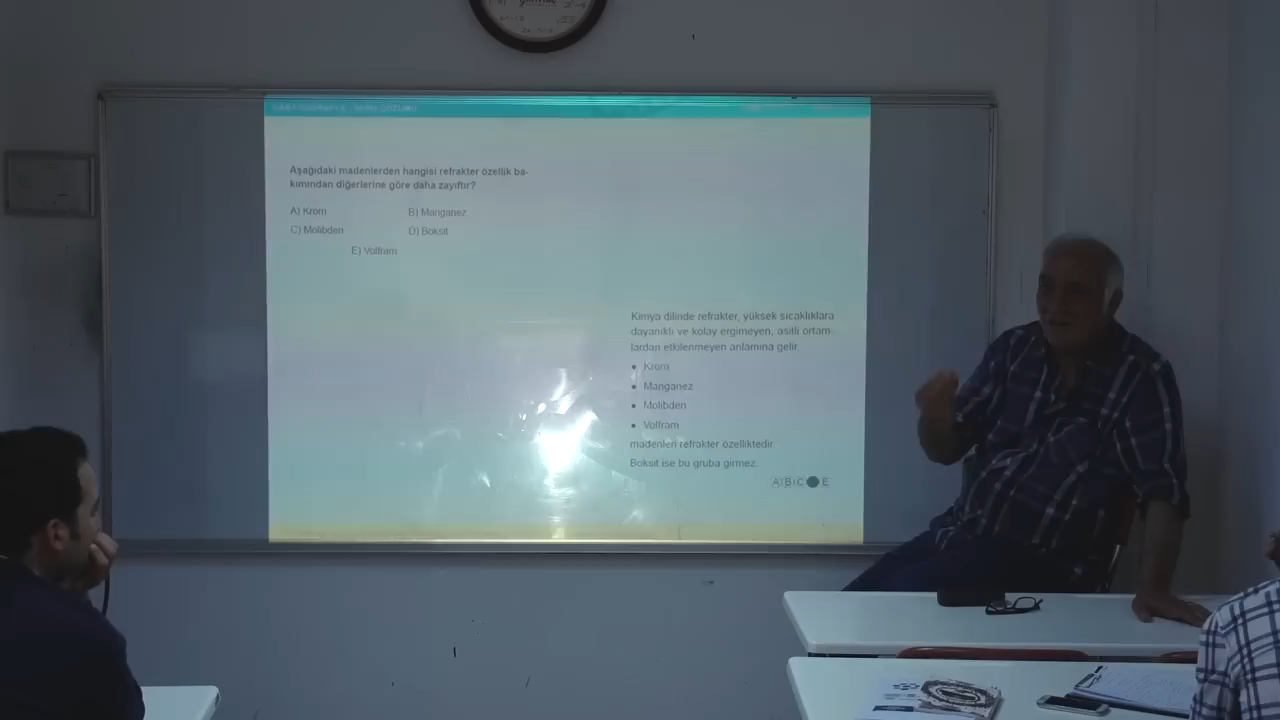 Aşağıdaki madenlerden hangisi refrakter özellik ba-
kımından diğerlerine göre daha zayıftır?
A) Krom B) Manganez
C) Molibden D) Boksit
E) Volfram
Kimya dilinde refrakter, yüksek sıcaklıklara
dayanıklı ve kolay ergimeyen, asitli ortam-
lardan etkilenmeyen anlamına gelir.
• Krom
• Manganez
• Molibden
• Volfram
madenleri refrakter özelliktedir.
Boksit ise bu gruba girmez.
A B C E